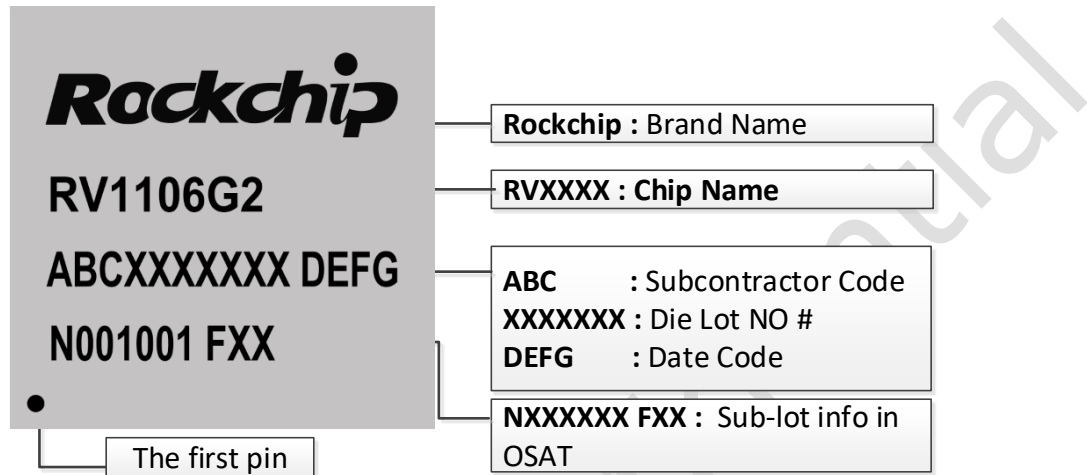 Rockchip
RV1106G2
ABCXXXXXXX DEFG
N001001 FXX
The first pin
Rockchip : Brand Name
RVXXXX : Chip Name
ABC : Subcontractor Code
XXXXXXX : Die Lot NO #
DEFG : Date Code
NXXXXXX FXX : Sub-lot info in
OSAT